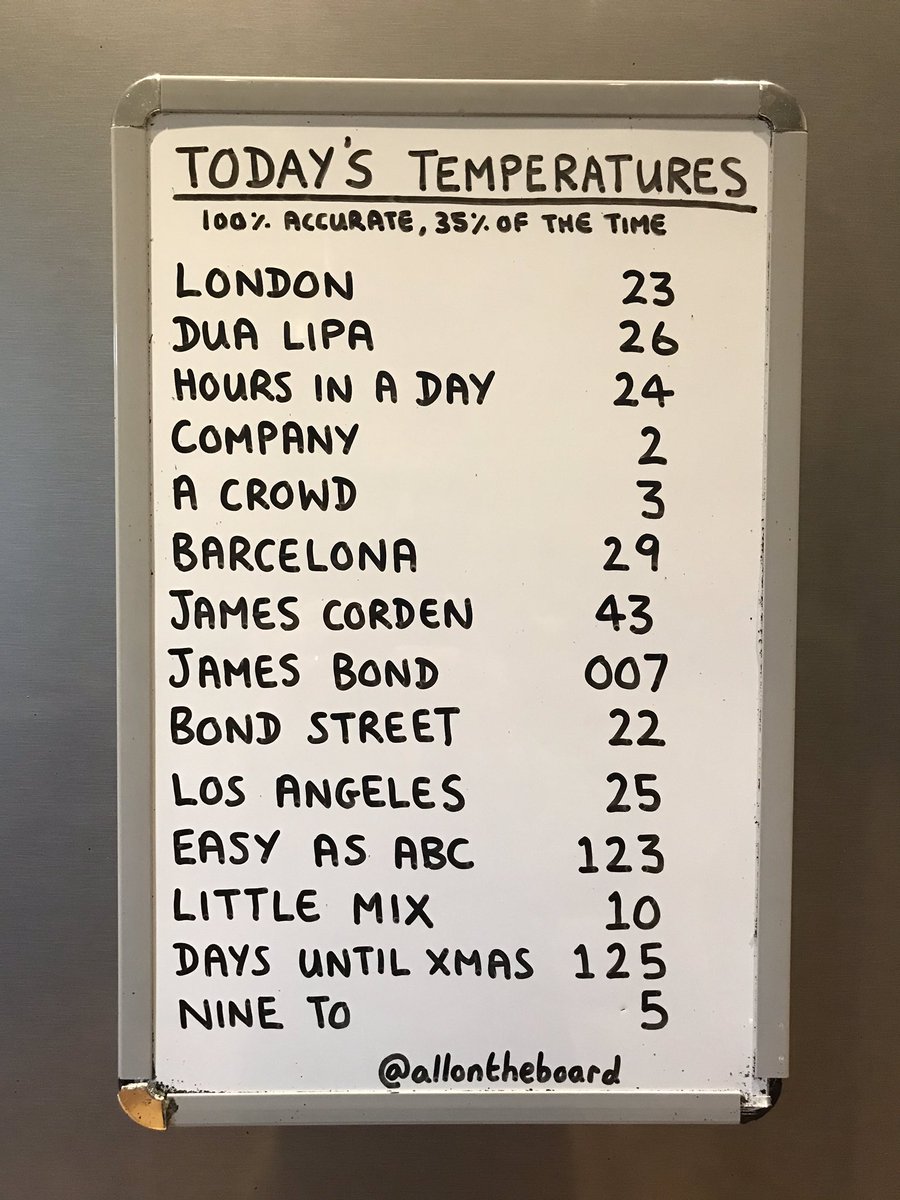 TODAY'S TEMPERATURES
100% ACCURATE, 35% OF THE TIME
LONDON 23
DUA LIPA 26
HOURS IN A DAY 24
COMPANY 2
A CROWD 3
BARCELONA 29
JAMES CORDEN 43
JAMES BOND 007
BOND STREET 22
LOS ANGELES 25
EASY AS ABC 123
LITTLE MIX 10
DAYS UNTIL XMAS 125
NINE TO 5
@allontheboard